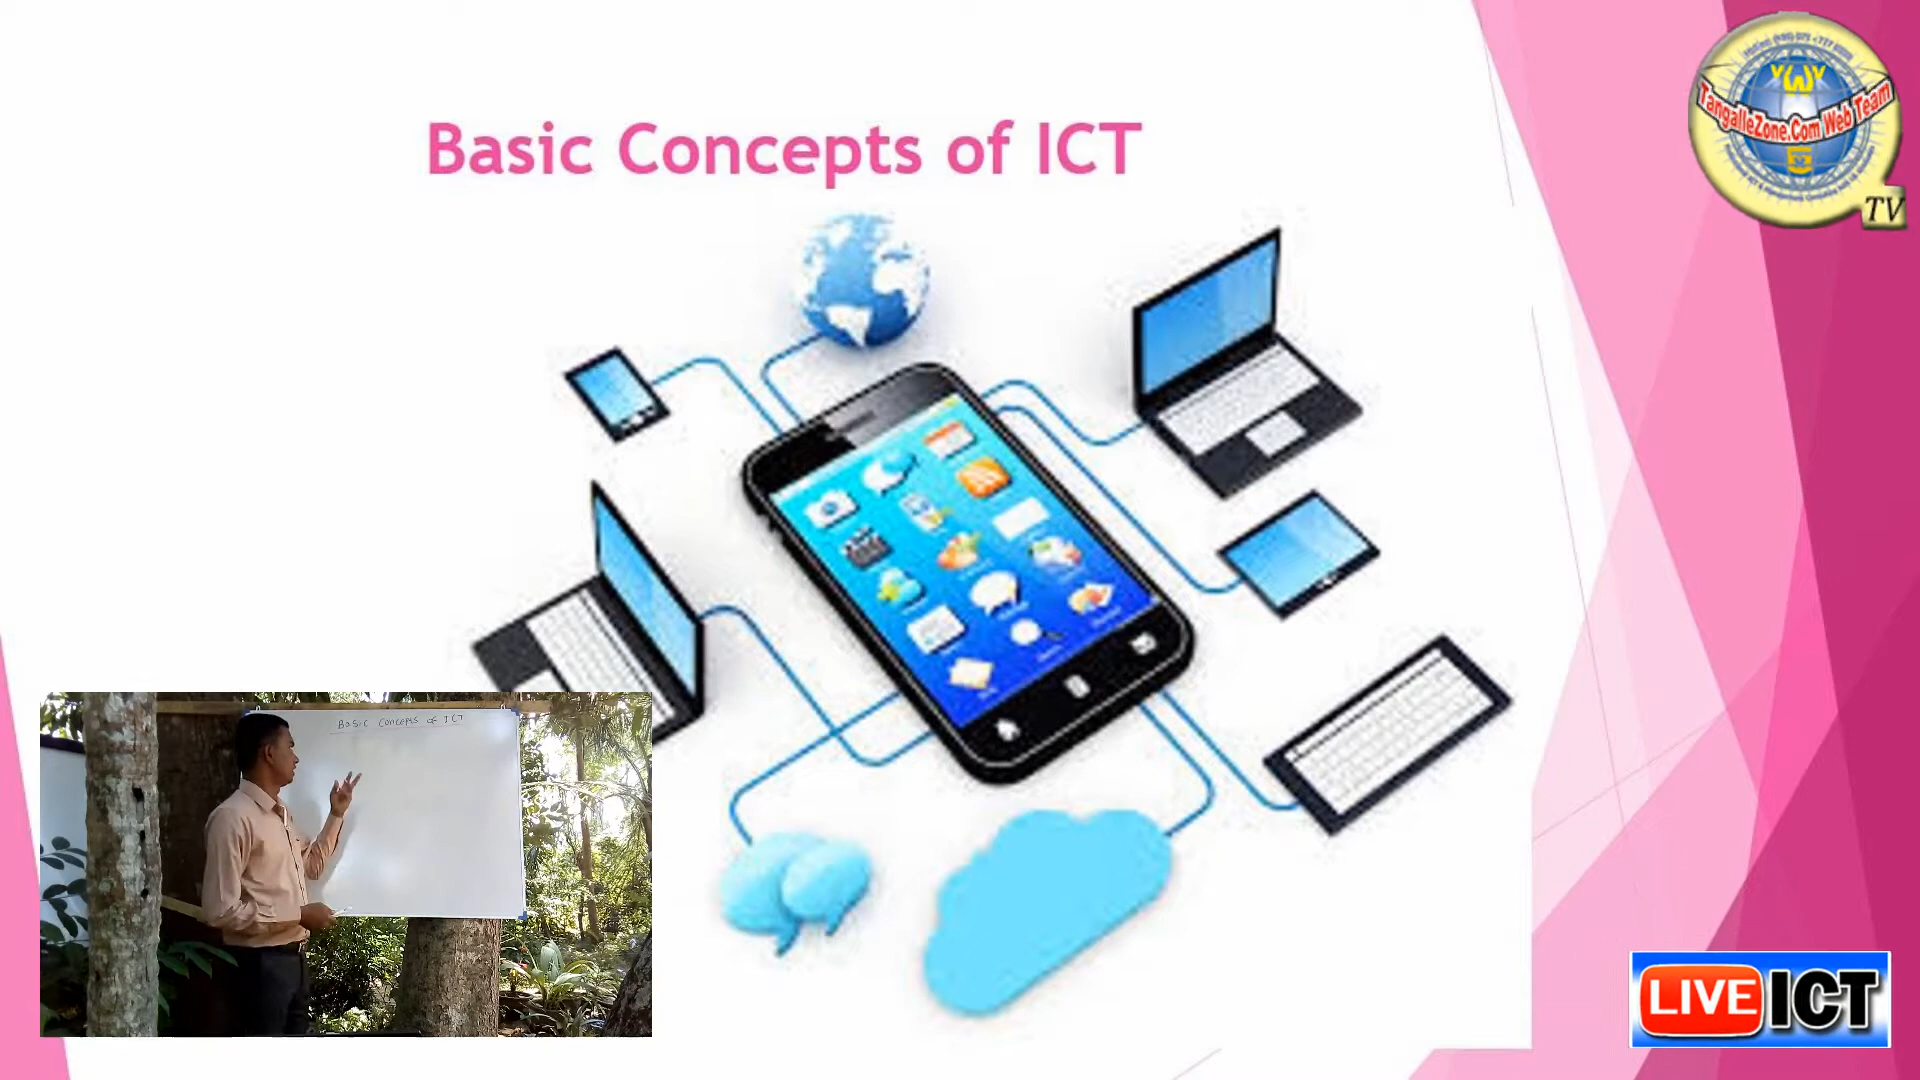 Basic Concepts of ICT
TangalleZone.Com Web Team
TV
Basic Concepts of ICT
LIVE ICT